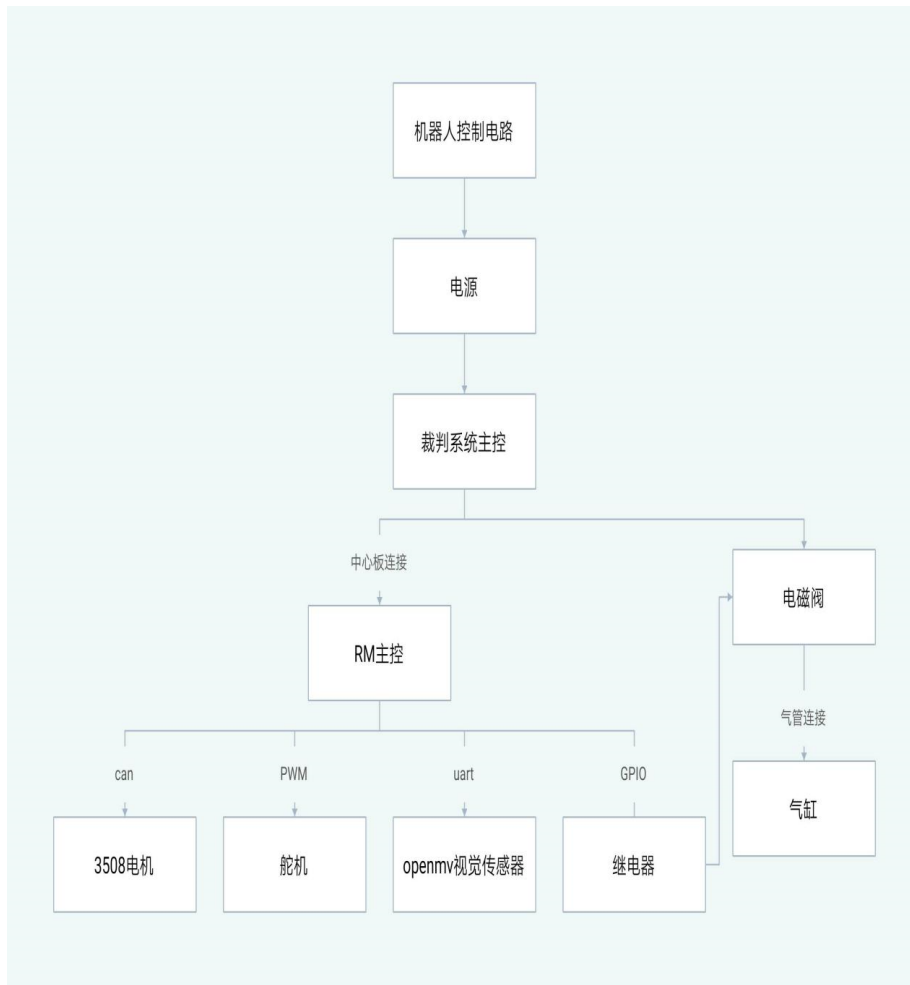 机器人控制电路
电源
裁判系统主控
中心板连接
电磁阀
RM主控
气管连接
can
PWM
uart
GPIO
气缸
3508电机
舵机
openmv视觉传感器
继电器